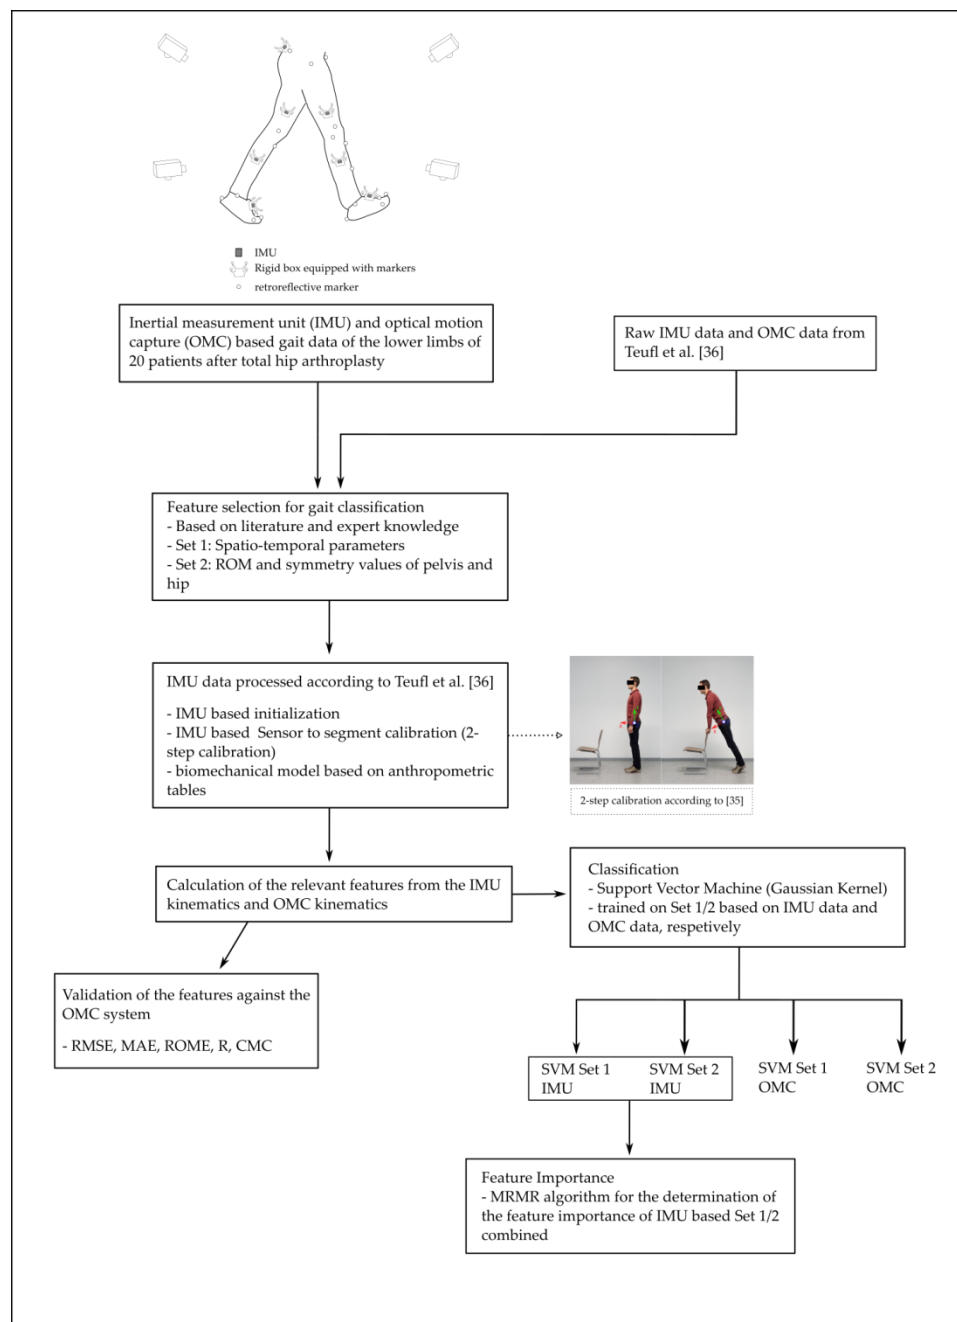 IMU
Rigid box equipped with markers
retroreflective marker
Inertial measurement unit (IMU) and optical motion
capture (OMC) based gait data of the lower limbs of
20 patients after total hip arthroplasty
Raw IMU data and OMC data from
Teufl et al. [36]
Feature selection for gait classification
- Based on literature and expert knowledge
- Set 1: Spatio-temporal parameters
- Set 2: ROM and symmetry values of pelvis and
hip
IMU data processed according to Teufl et al. [36]
- IMU based initialization
- IMU based Sensor to segment calibration (2-
step calibration)
- biomechanical model based on anthropometric
tables
2-step calibration according to [35]
Calculation of the relevant features from the IMU
kinematics and OMC kinematics
Classification
- Support Vector Machine (Gaussian Kernel)
- trained on Set 1/2 based on IMU data and
OMC data, respetively
Validation of the features against the
OMC system
- RMSE, MAE, ROME, R, CMC
SVM Set 1
IMU
SVM Set 2
IMU
SVM Set 1
OMC
SVM Set 2
OMC
Feature Importance
- MRMR algorithm for the determination of
the feature importance of IMU based Set 1/2
combined